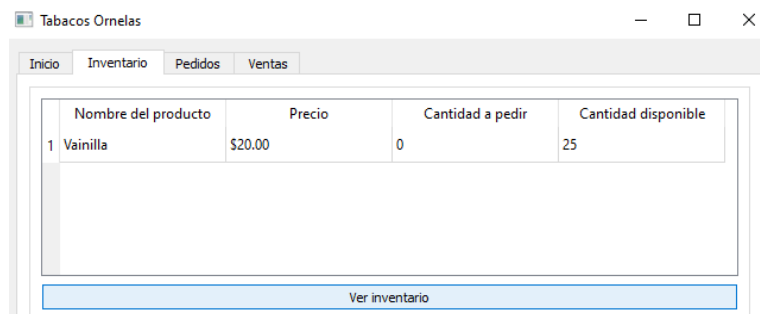 Tabacos Ornelas
Inicio Inventario Pedidos Ventas
Nombre del producto Precio Cantidad a pedir Cantidad disponible
1 Vainilla $20.00 0 25
Ver inventario